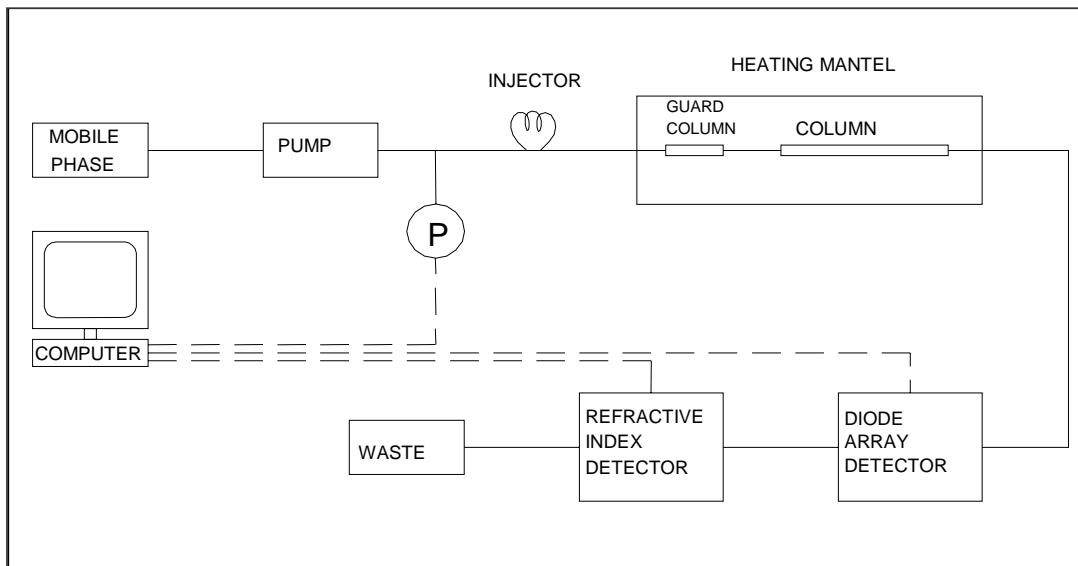 HEATING MANTEL
INJECTOR
GUARD
COLUMN
COLUMN
MOBILE
PHASE
PUMP
P
COMPUTER
WASTE
REFRACTIVE
INDEX
DETECTOR
DIODE
ARRAY
DETECTOR